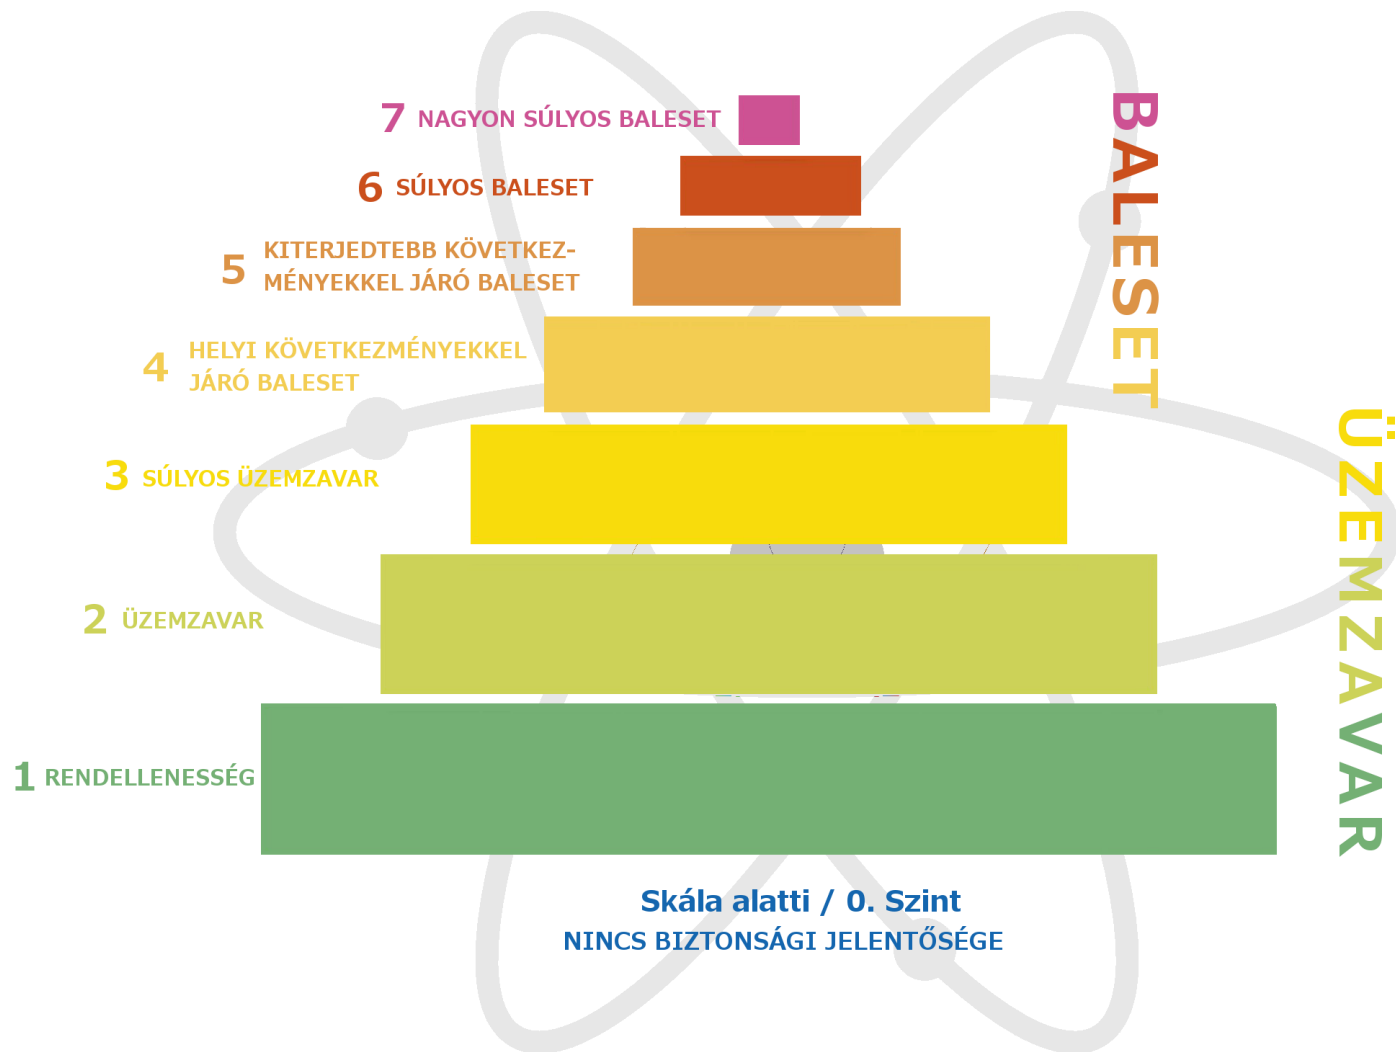 7 NAGYON SÚLYOS BALESET
6 SÚLYOS BALESET
5 KITERJEDTEBB KÖVETKEZ-
MÉNYEKKEL JÁRÓ BALESET
4 HELYI KÖVETKEZMÉNYEKKEL
JÁRÓ BALESET
3 SÚLYOS ÜZEMZAVAR
2 ÜZEMZAVAR
1 RENDELLENESSÉG
BALESET
ÜZEMZAVAR
Skála alatti / 0. Szint
NINCS BIZTONSÁGI JELENTŐSÉGE